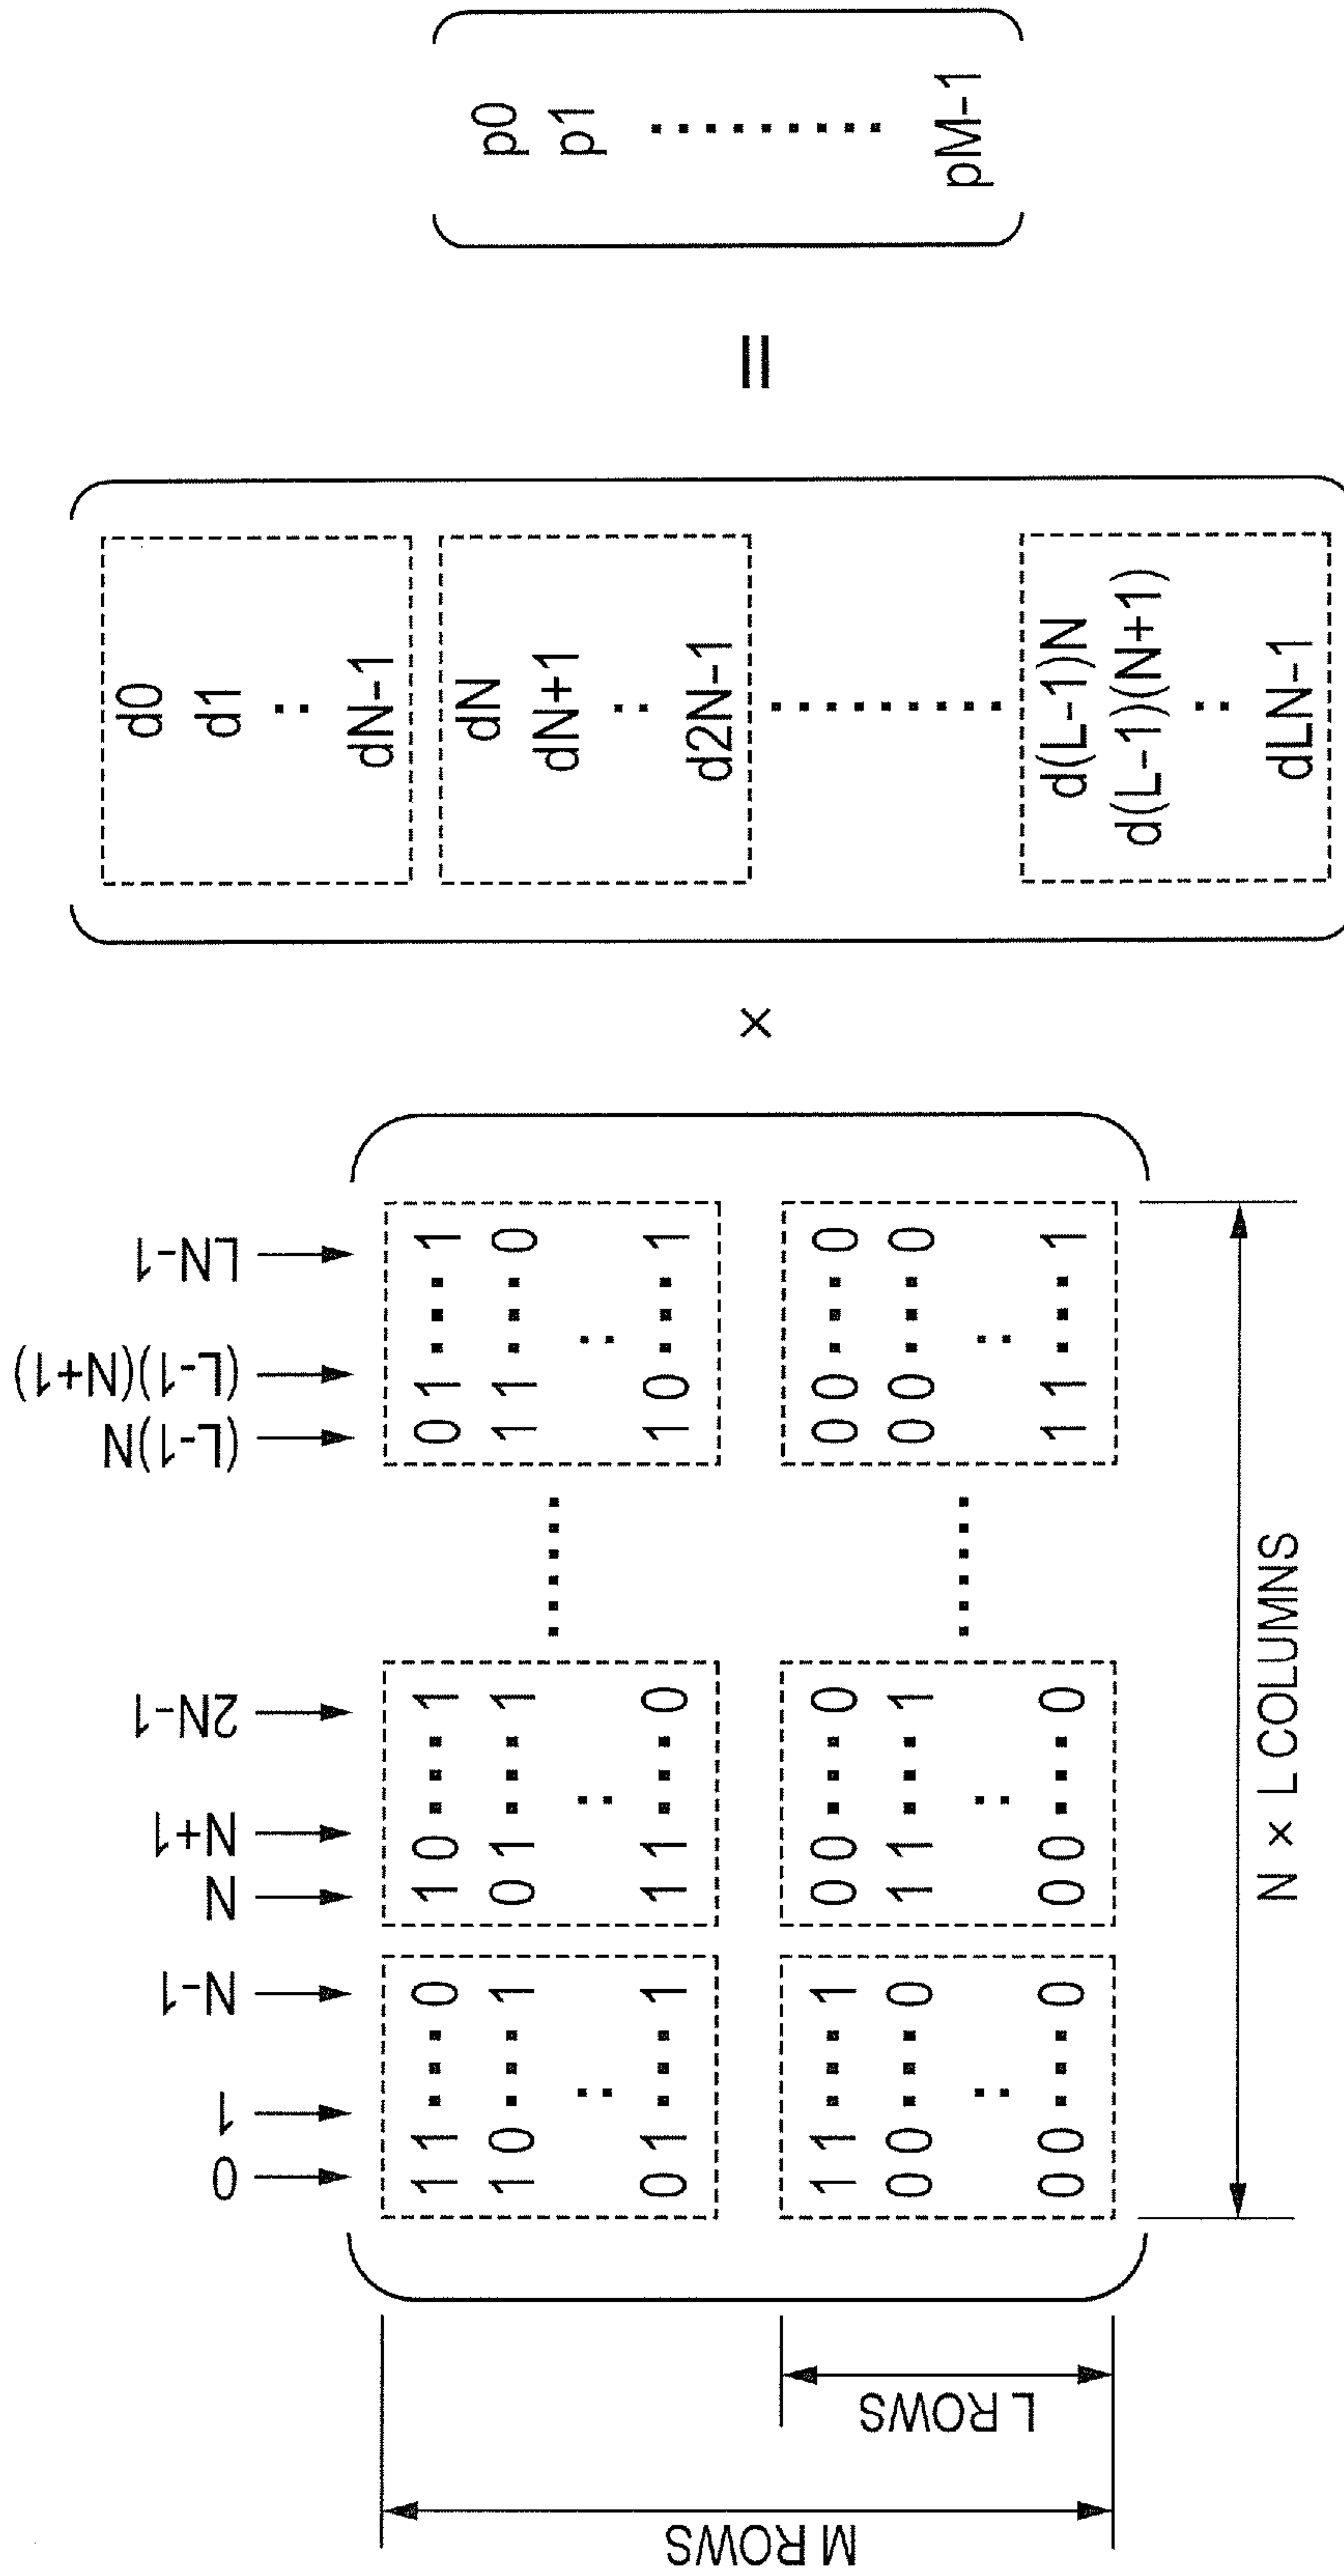 0 1 N-1 N N+1 2N-1 (L-1)N (L-1)(N+1) LN-1
1 1 ··· 0 1 0 ··· 1 0 1 ··· 1
1 0 ··· 1 0 1 ··· 1 ······ 1 1 ··· 0
: : :
0 1 ··· 1 1 1 ··· 0 1 0 ··· 1
1 1 ··· 1 0 0 ··· 0 0 0 ··· 0
0 0 ··· 0 1 1 ··· 1 ······ 0 0 ··· 0
: : :
0 0 ··· 0 0 0 ··· 0 1 1 ··· 1
M ROWS
L ROWS
N × L COLUMNS
×
d0
d1
:
dN-1
dN
dN+1
:
d2N-1
·········
d(L-1)N
d(L-1)(N+1)
:
dLN-1
=
p0
p1
·········
pM-1